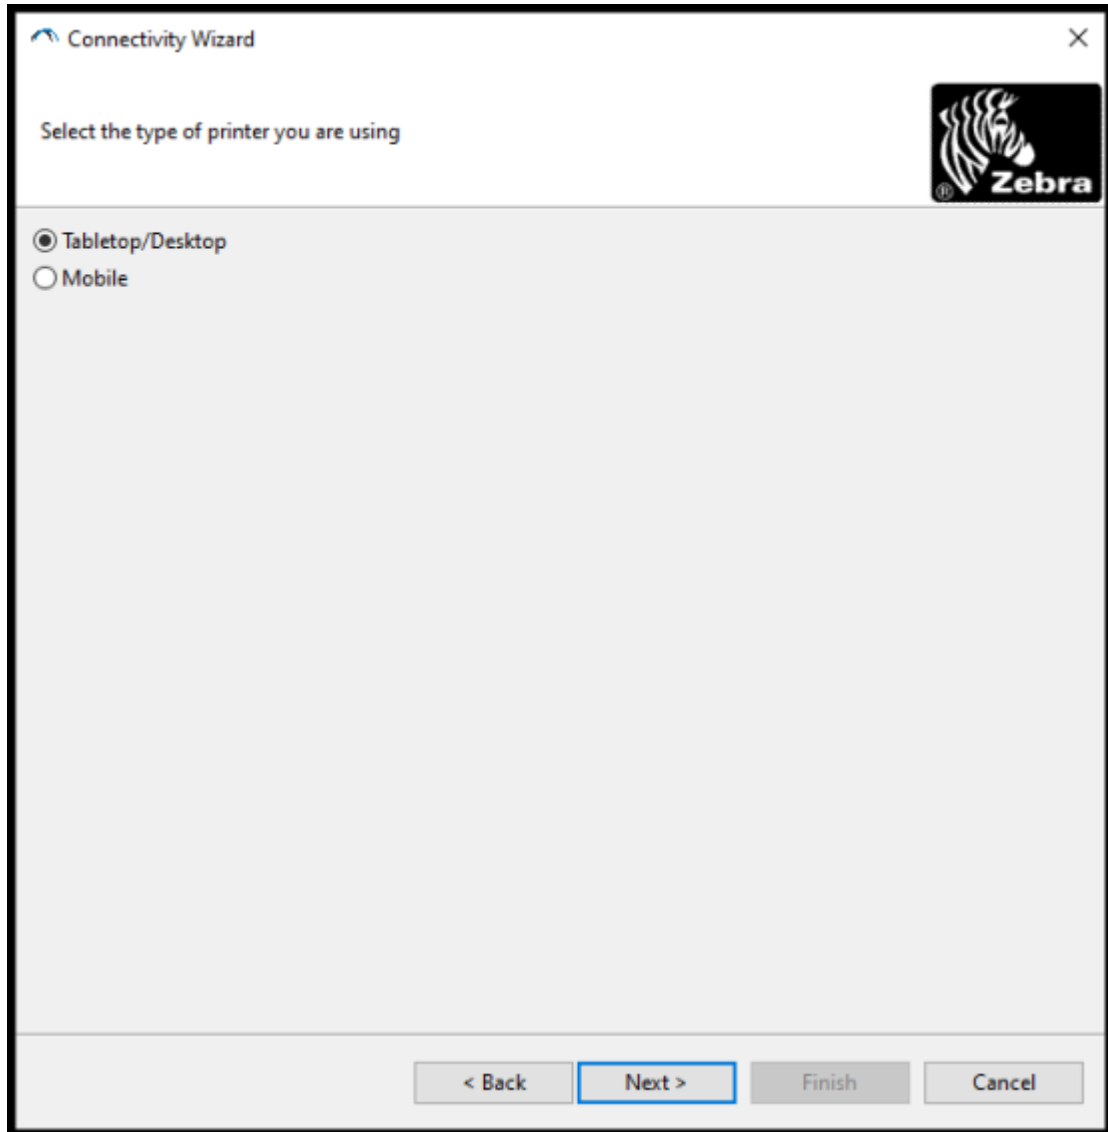 Connectivity Wizard
Select the type of printer you are using
® Zebra
Tabletop/Desktop
Mobile
< Back Next > Finish Cancel